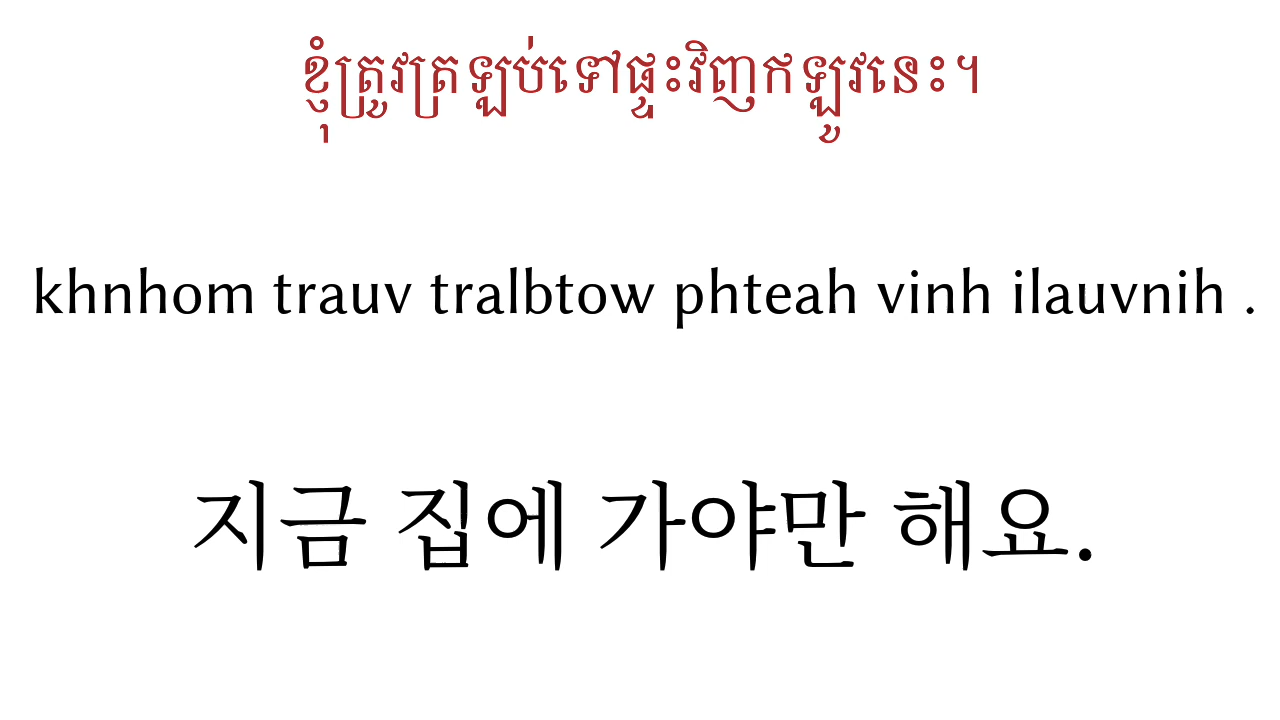 ខ្ញុំត្រូវត្រឡប់ទៅផ្ទះវិញឥឡូវនេះ។
khnhom trauv tralbtow phteah vinh ilauvnih .
지금 집에 가야만 해요.